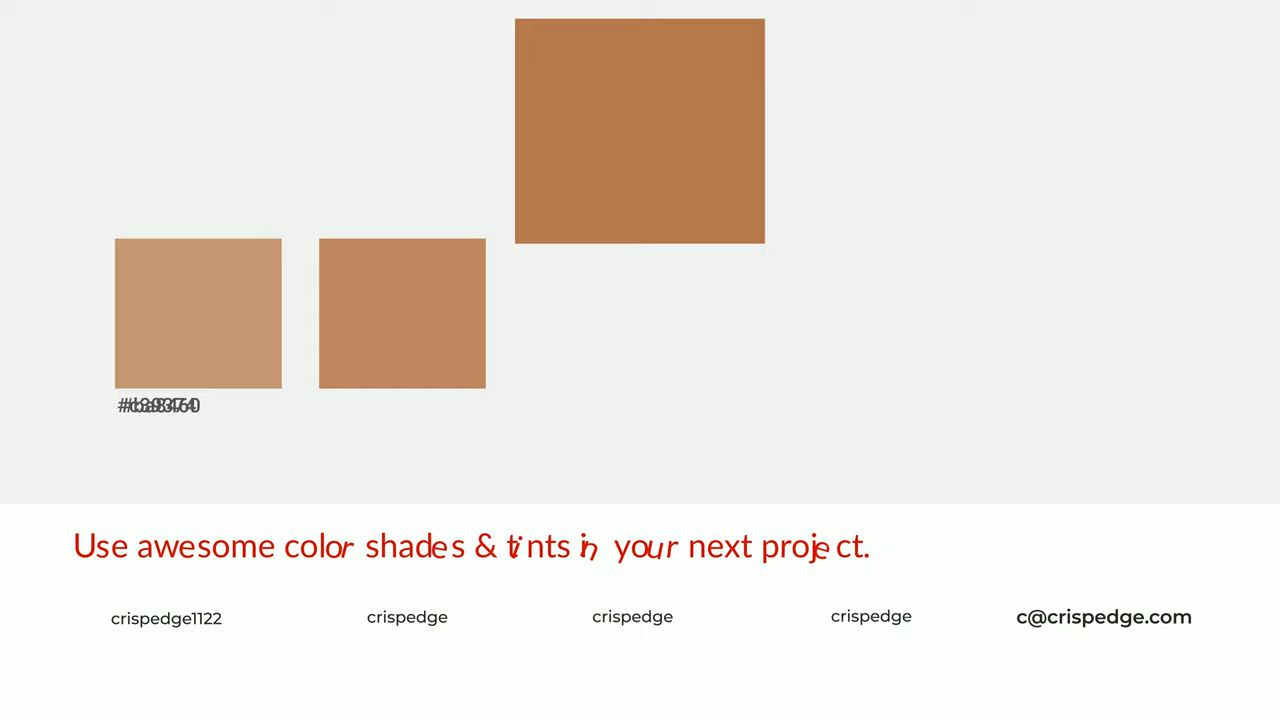 Use awesome color shades & tints in your next project.
crispedge1122 crispedge crispedge crispedge c@crispedge.com